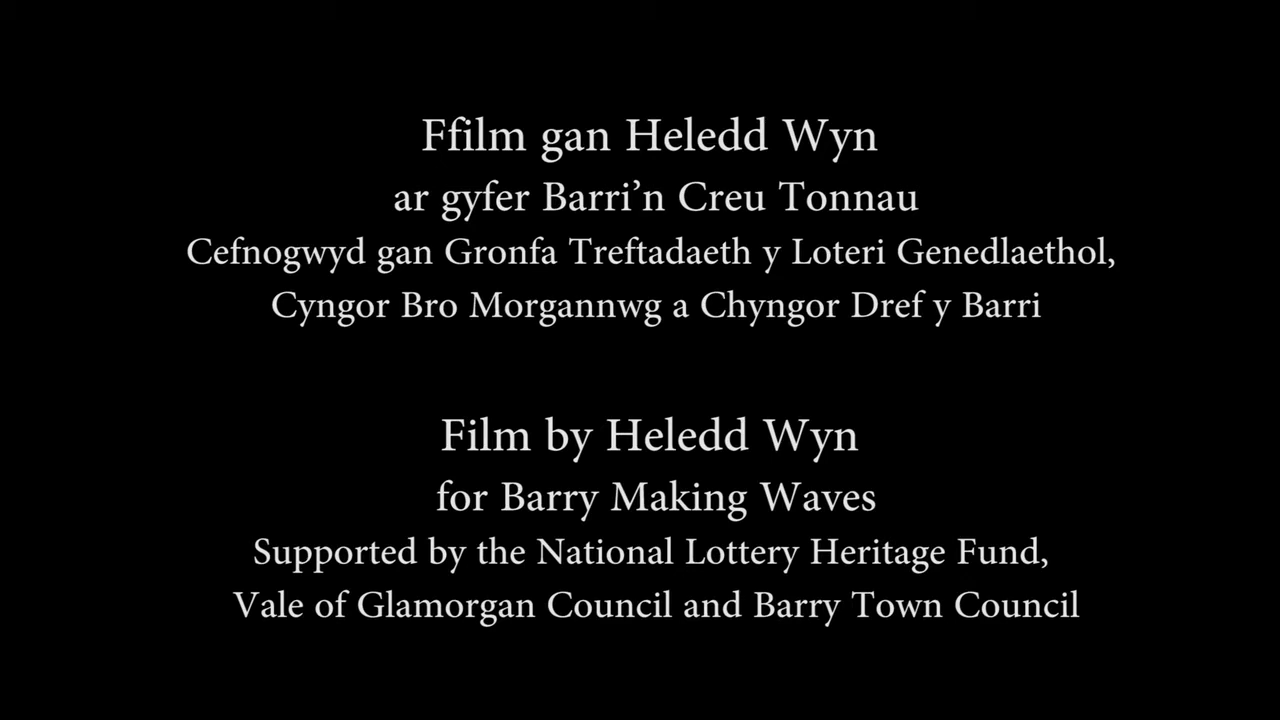 Ffilm gan Heledd Wyn
ar gyfer Barri’n Creu Tonnau
Cefnogwyd gan Gronfa Treftadaeth y Loteri Genedlaethol,
Cyngor Bro Morgannwg a Chyngor Dref y Barri
Film by Heledd Wyn
for Barry Making Waves
Supported by the National Lottery Heritage Fund,
Vale of Glamorgan Council and Barry Town Council